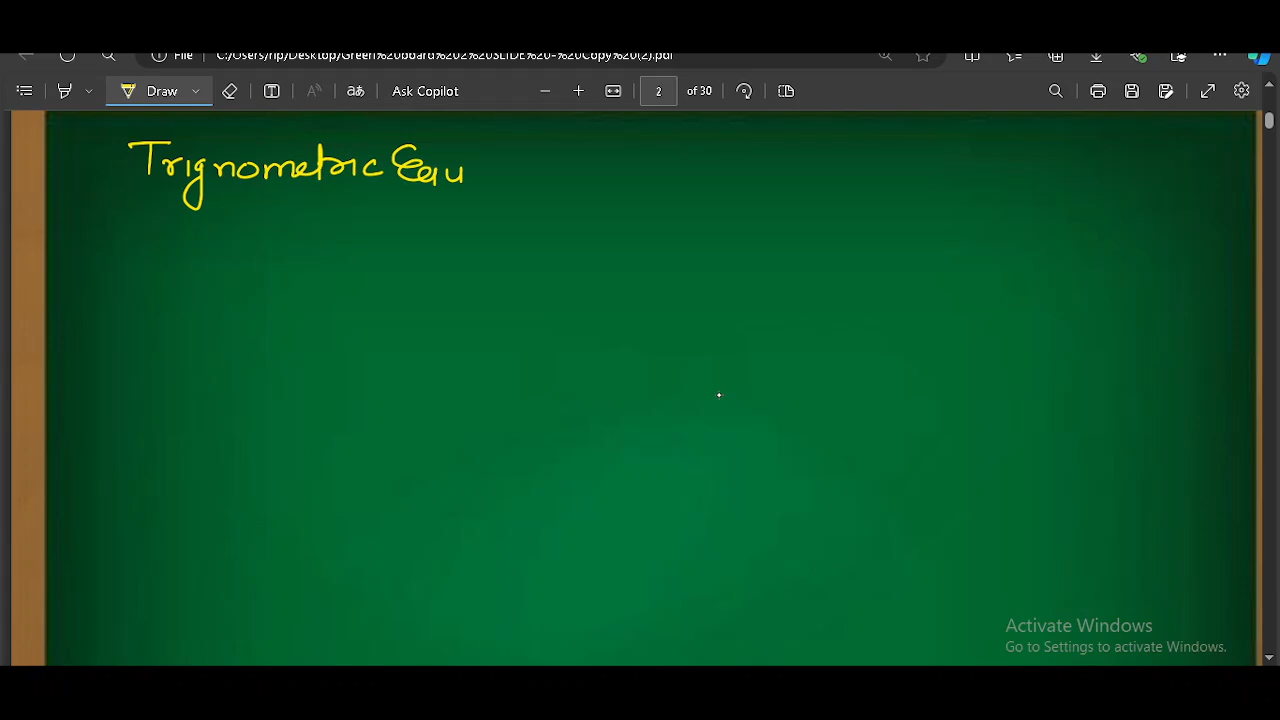 File C:/Users/hp/Desktop/Green%20board%202%20SLIDE%20-%20Copy%20(2).pdf
Draw Ask Copilot 2 of 30
Trignometric Equ
Activate Windows
Go to Settings to activate Windows.